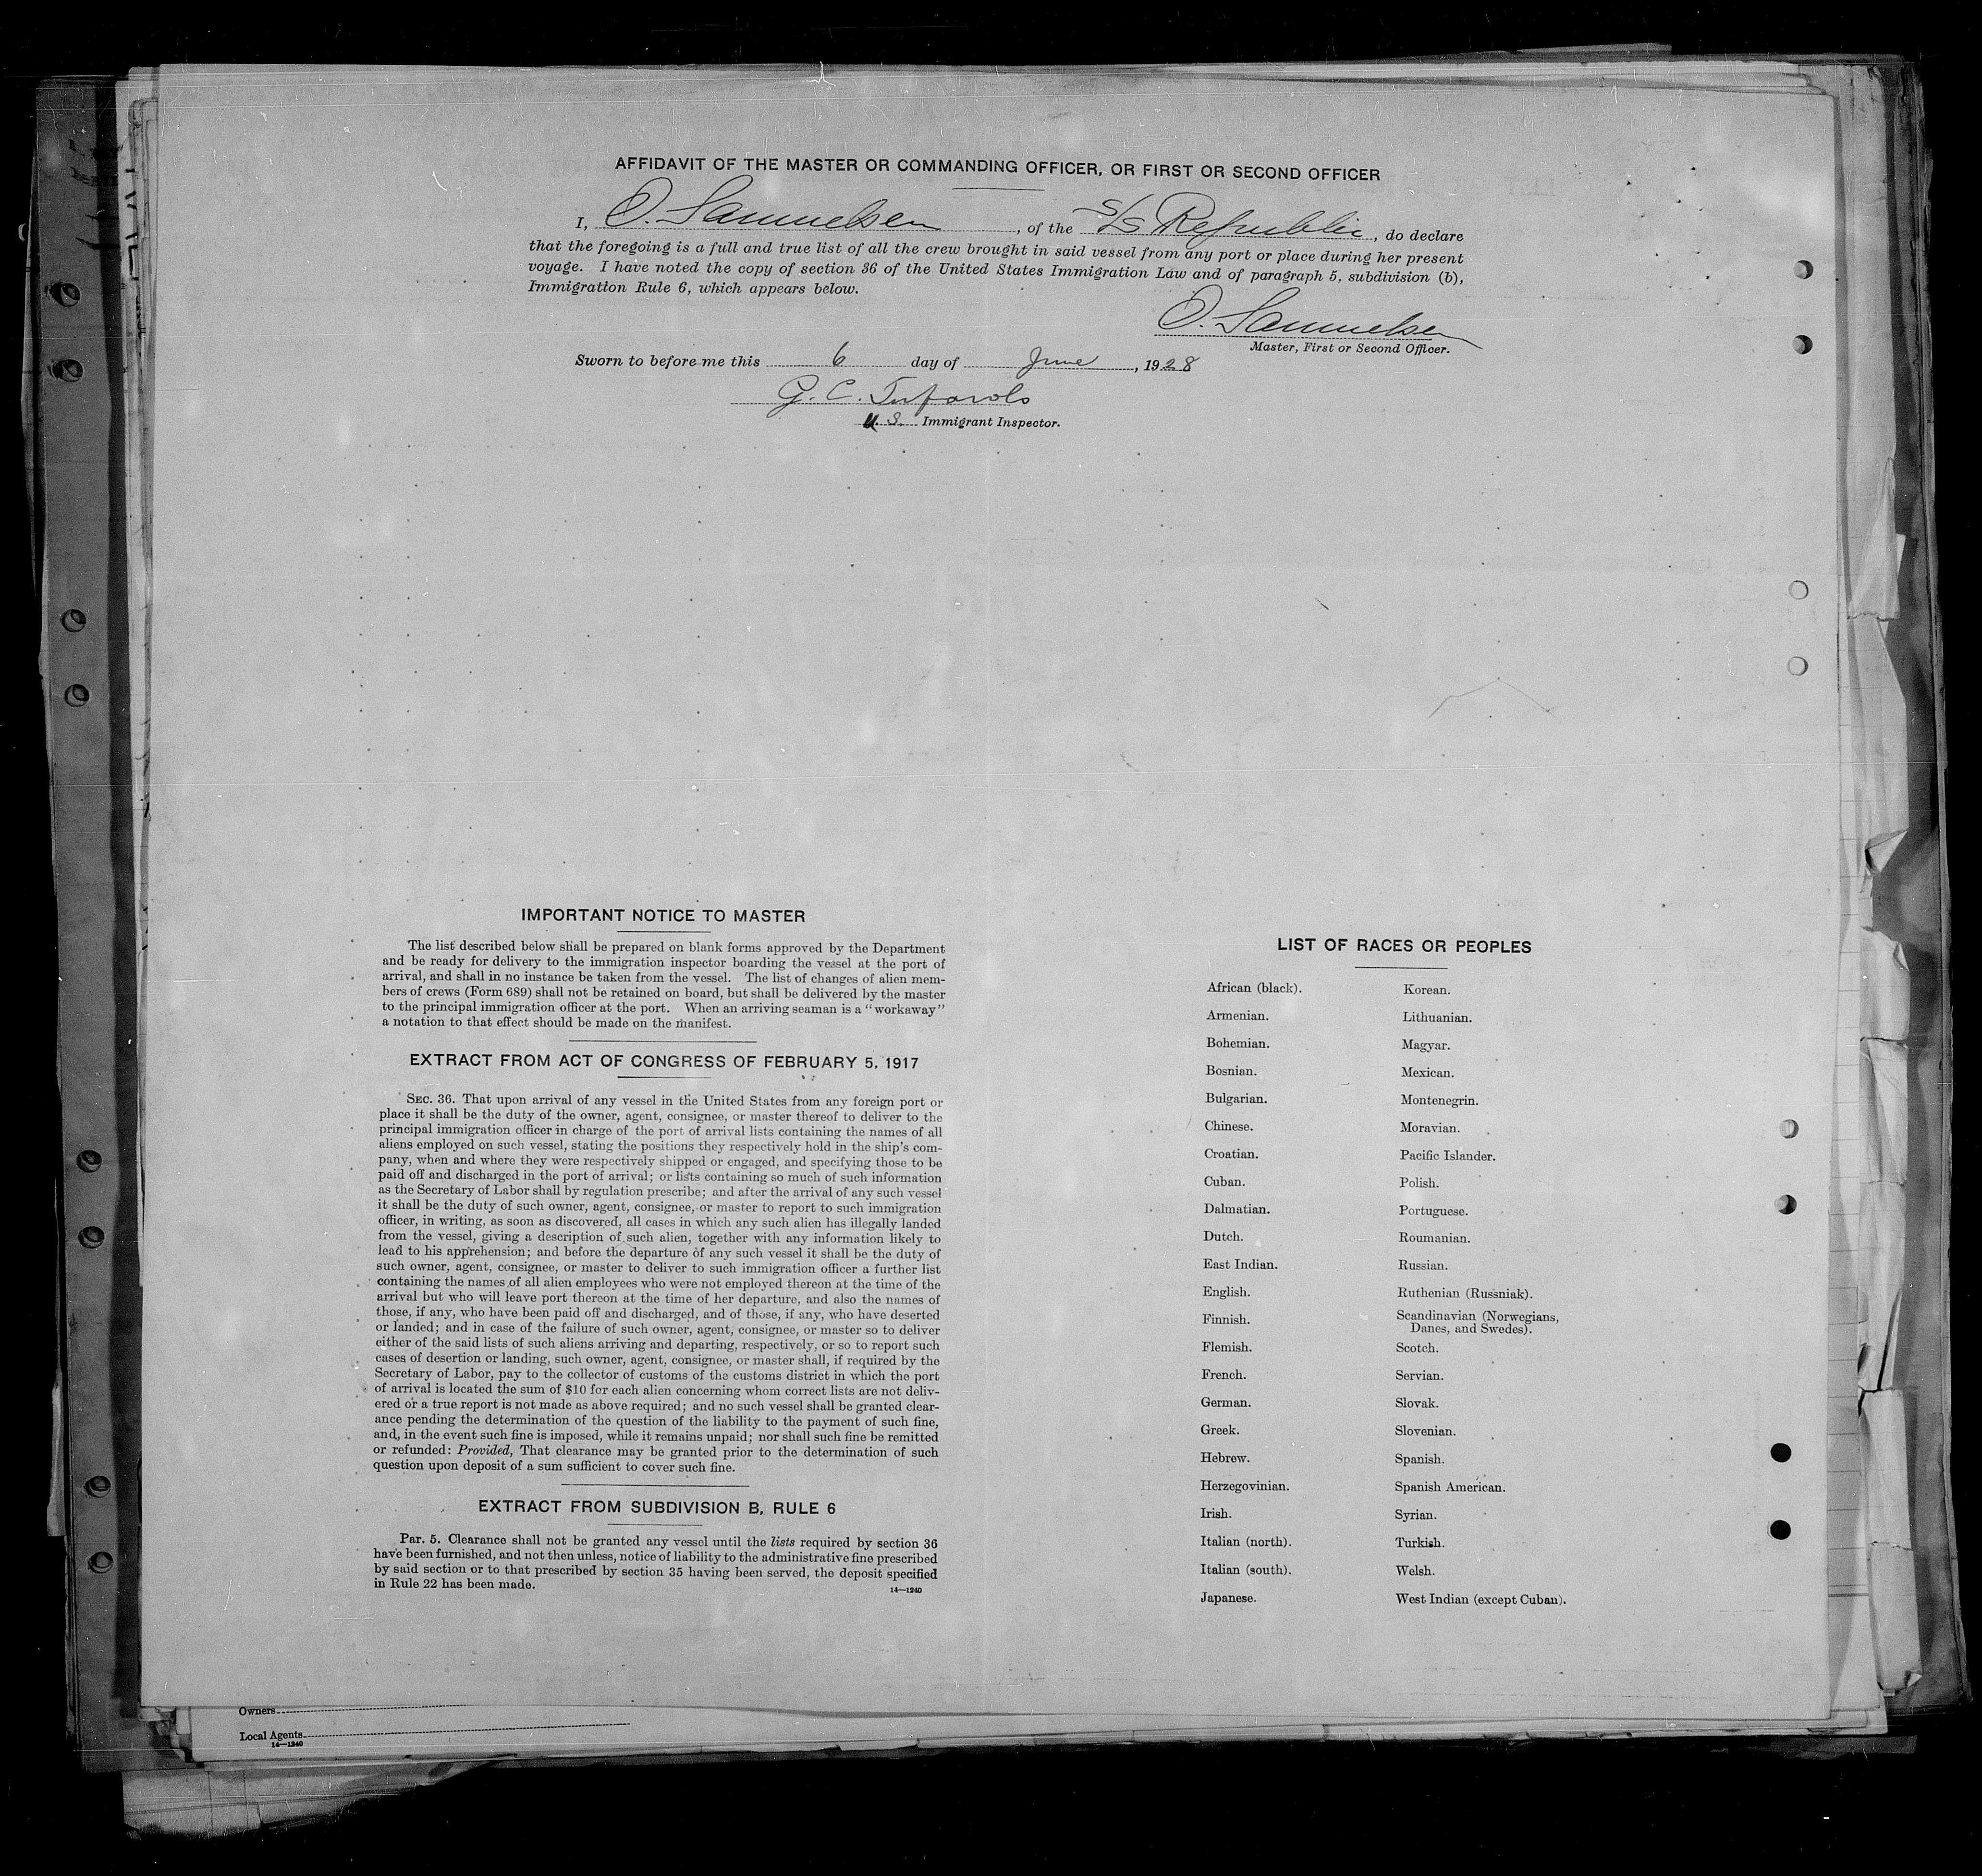 AFFIDAVIT OF THE MASTER OR COMMANDING OFFICER, OR FIRST OR SECOND OFFICER
I, O. Samuelsen, of the S/S Republic, do declare
that the foregoing is a full and true list of all the crew brought in said vessel from any port or place during her present
voyage. I have noted the copy of section 36 of the United States Immigration Law and of paragraph 5, subdivision (b),
Immigration Rule 6, which appears below.
O. Samuelsen
Master, First or Second Officer.
Sworn to before me this 6 day of June, 1928
G. C.
U.S. Immigrant Inspector.
IMPORTANT NOTICE TO MASTER
The list described below shall be prepared on blank forms approved by the Department
and be ready for delivery to the immigration inspector boarding the vessel at the port of
arrival, and shall in no instance be taken from the vessel. The list of changes of alien mem-
bers of crews (Form 689) shall not be retained on board, but shall be delivered by the master
to the principal immigration officer at the port. When an arriving seaman is a "workaway"
a notation to that effect should be made on the manifest.
EXTRACT FROM ACT OF CONGRESS OF FEBRUARY 5, 1917
SEC. 36. That upon arrival of any vessel in the United States from any foreign port or
place it shall be the duty of the owner, agent, consignee, or master thereof to deliver to the
principal immigration officer in charge of the port of arrival lists containing the names of all
aliens employed on such vessel, stating the positions they respectively hold in the ship's com-
pany, when and where they were respectively shipped or engaged, and specifying those to be
paid off and discharged in the port of arrival; or lists containing so much of such information
as the Secretary of Labor shall by regulation prescribe; and after the arrival of any such vessel
it shall be the duty of such owner, agent, consignee, or master to report to such immigration
officer, in writing, as soon as discovered, all cases in which any such alien has illegally landed
from the vessel, giving a description of such alien, together with any information likely to
lead to his apprehension; and before the departure of any such vessel it shall be the duty of
such owner, agent, consignee, or master to deliver to such immigration officer a further list
containing the names of all alien employees who were not employed thereon at the time of the
arrival but who will leave port thereon at the time of her departure, and also the names of
those, if any, who have been paid off and discharged, and of those, if any, who have deserted
or landed; and in case of the failure of such owner, agent, consignee, or master so to deliver
either of the said lists of such aliens arriving and departing, respectively, or so to report such
cases of desertion or landing, such owner, agent, consignee, or master shall, if required by the
Secretary of Labor, pay to the collector of customs of the customs district in which the port
of arrival is located the sum of $10 for each alien concerning whom correct lists are not deliv-
ered or a true report is not made as above required; and no such vessel shall be granted clear-
ance pending the determination of the question of the liability to the payment of such fine,
and, in the event such fine is imposed, while it remains unpaid; nor shall such fine be remitted
or refunded: Provided, That clearance may be granted prior to the determination of such
question upon deposit of a sum sufficient to cover such fine.
EXTRACT FROM SUBDIVISION B, RULE 6
Par. 5. Clearance shall not be granted any vessel until the lists required by section 36
have been furnished, and not then unless, notice of liability to the administrative fine prescribed
by said section or to that prescribed by section 35 having been served, the deposit specified
in Rule 22 has been made.
14—1240
LIST OF RACES OR PEOPLES
African (black).
Armenian.
Bohemian.
Bosnian.
Bulgarian.
Chinese.
Croatian.
Cuban.
Dalmatian.
Dutch.
East Indian.
English.
Finnish.
Flemish.
French.
German.
Greek.
Hebrew.
Herzegovinian.
Irish.
Italian (north).
Italian (south).
Japanese.
Korean.
Lithuanian.
Magyar.
Mexican.
Montenegrin.
Moravian.
Pacific Islander.
Polish.
Portuguese.
Roumanian.
Russian.
Ruthenian (Russniak).
Scandinavian (Norwegians,
Danes, and Swedes).
Scotch.
Servian.
Slovak.
Slovenian.
Spanish.
Spanish American.
Syrian.
Turkish.
Welsh.
West Indian (except Cuban).
Owners
Local Agents
14—1240